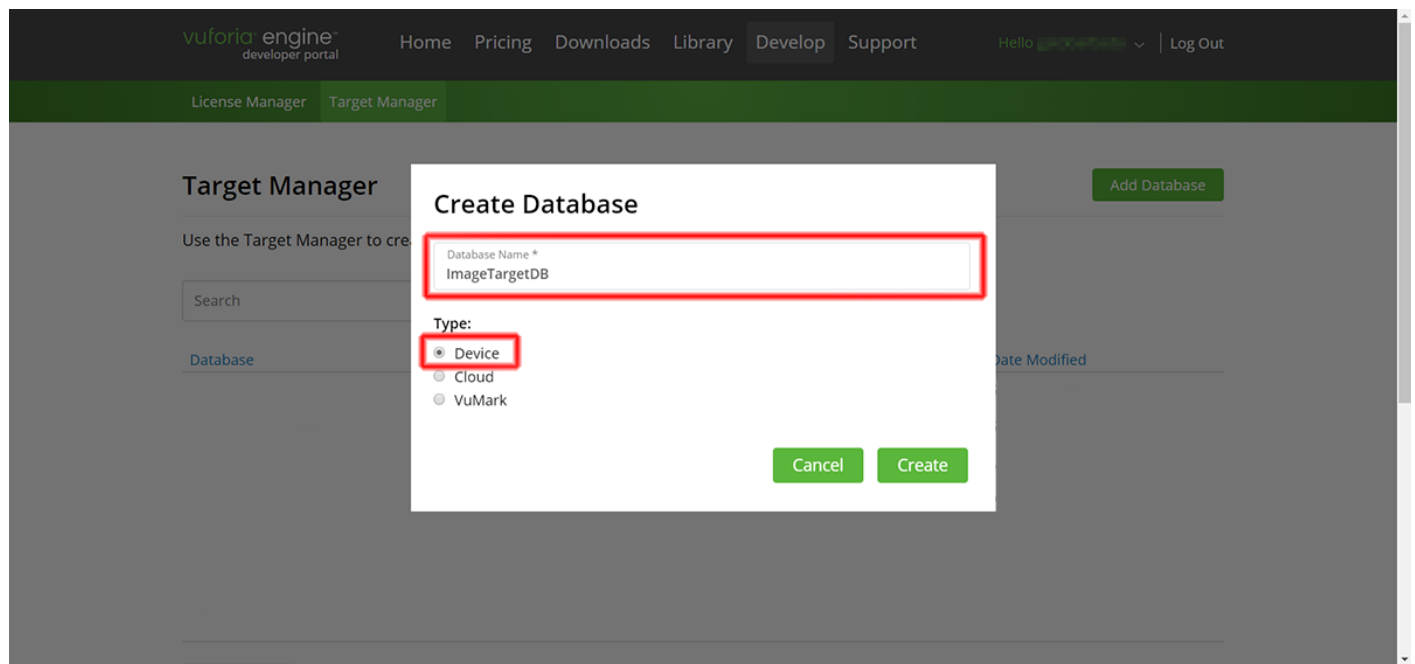 vuforia® engine™
developer portal
Home Pricing Downloads Library Develop Support Hello Log Out
License Manager Target Manager
Target Manager
Add Database
Use the Target Manager to cre
Search
Database
Date Modified
Create Database
Database Name *
ImageTargetDB
Type:
Device
Cloud
VuMark
Cancel Create